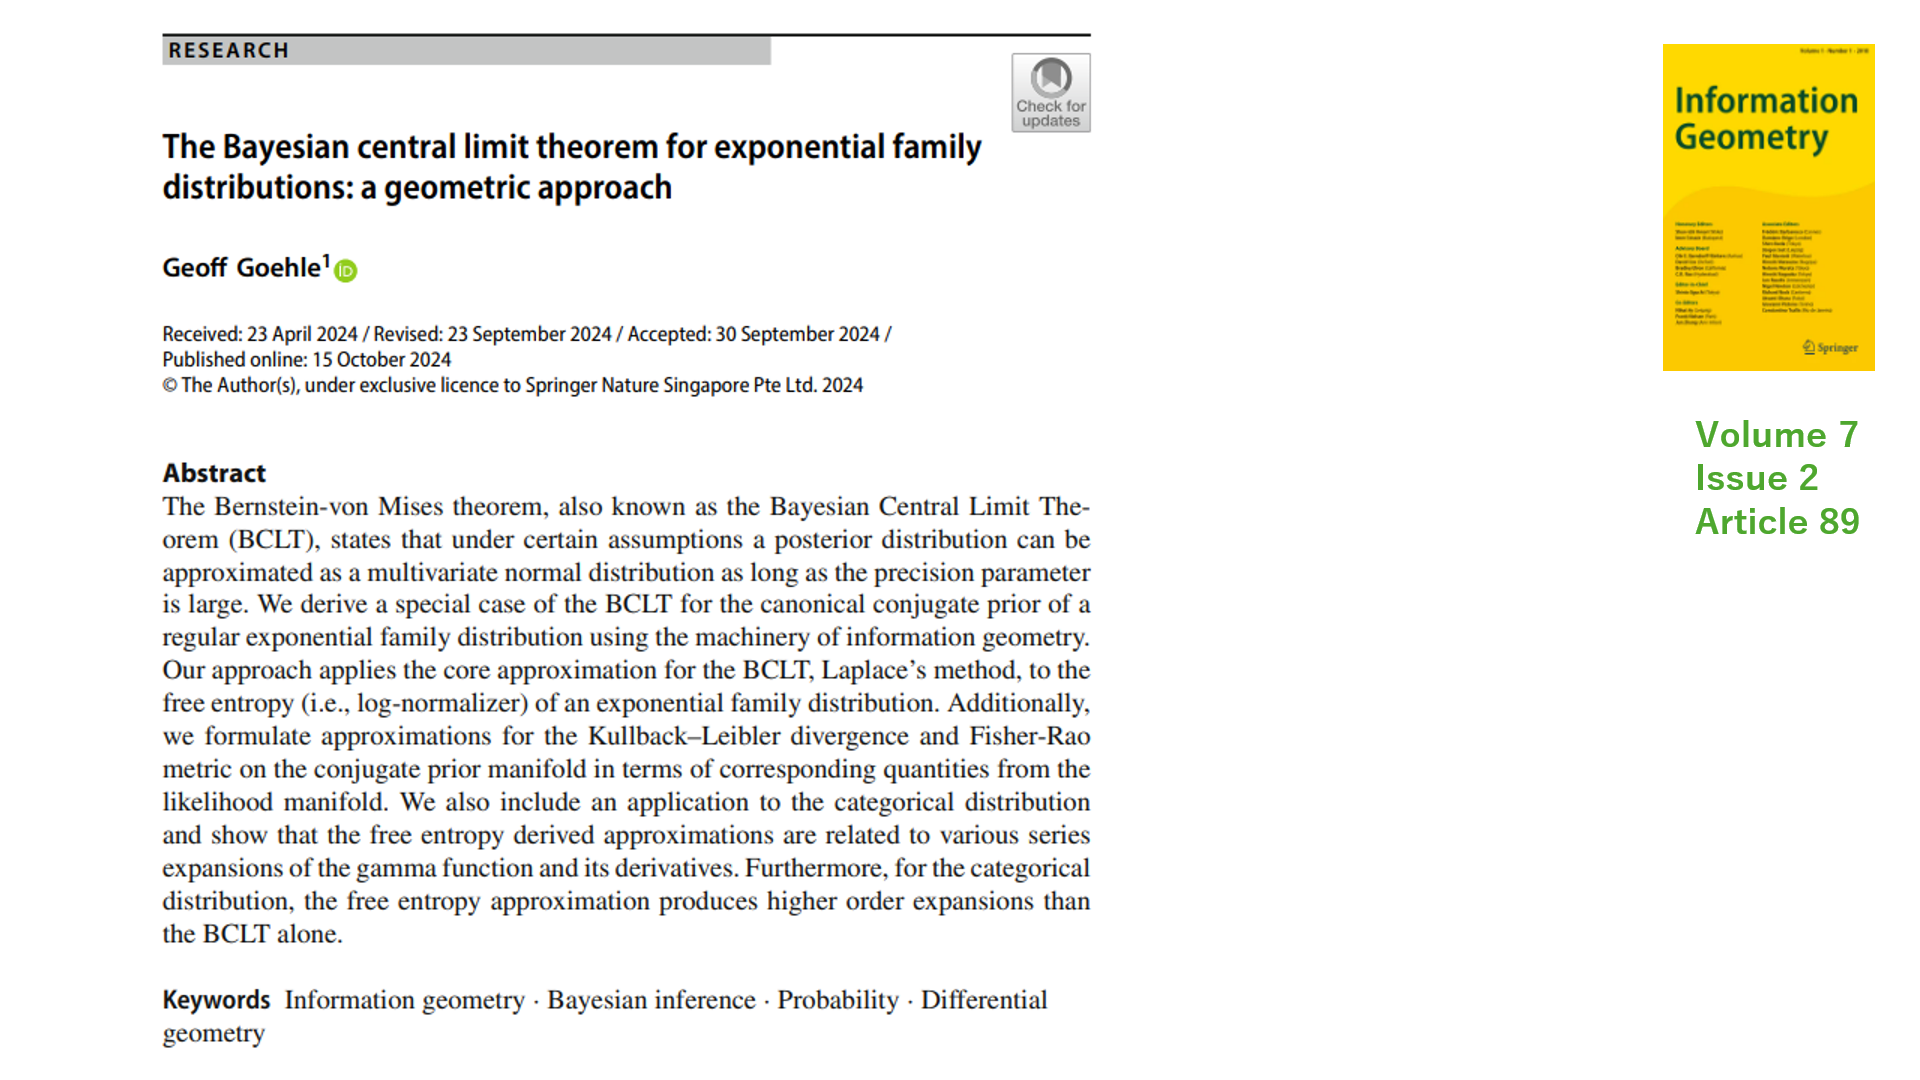 RESEARCH
Check for
updates
The Bayesian central limit theorem for exponential family
distributions: a geometric approach
Geoff Goehle1
iD
Received: 23 April 2024 / Revised: 23 September 2024 / Accepted: 30 September 2024 /
Published online: 15 October 2024
© The Author(s), under exclusive licence to Springer Nature Singapore Pte Ltd. 2024
Abstract
The Bernstein-von Mises theorem, also known as the Bayesian Central Limit The-
orem (BCLT), states that under certain assumptions a posterior distribution can be
approximated as a multivariate normal distribution as long as the precision parameter
is large. We derive a special case of the BCLT for the canonical conjugate prior of a
regular exponential family distribution using the machinery of information geometry.
Our approach applies the core approximation for the BCLT, Laplace’s method, to the
free entropy (i.e., log-normalizer) of an exponential family distribution. Additionally,
we formulate approximations for the Kullback–Leibler divergence and Fisher-Rao
metric on the conjugate prior manifold in terms of corresponding quantities from the
likelihood manifold. We also include an application to the categorical distribution
and show that the free entropy derived approximations are related to various series
expansions of the gamma function and its derivatives. Furthermore, for the categorical
distribution, the free entropy approximation produces higher order expansions than
the BCLT alone.
Keywords Information geometry · Bayesian inference · Probability · Differential
geometry
Information
Geometry
Springer
Volume 7
Issue 2
Article 89